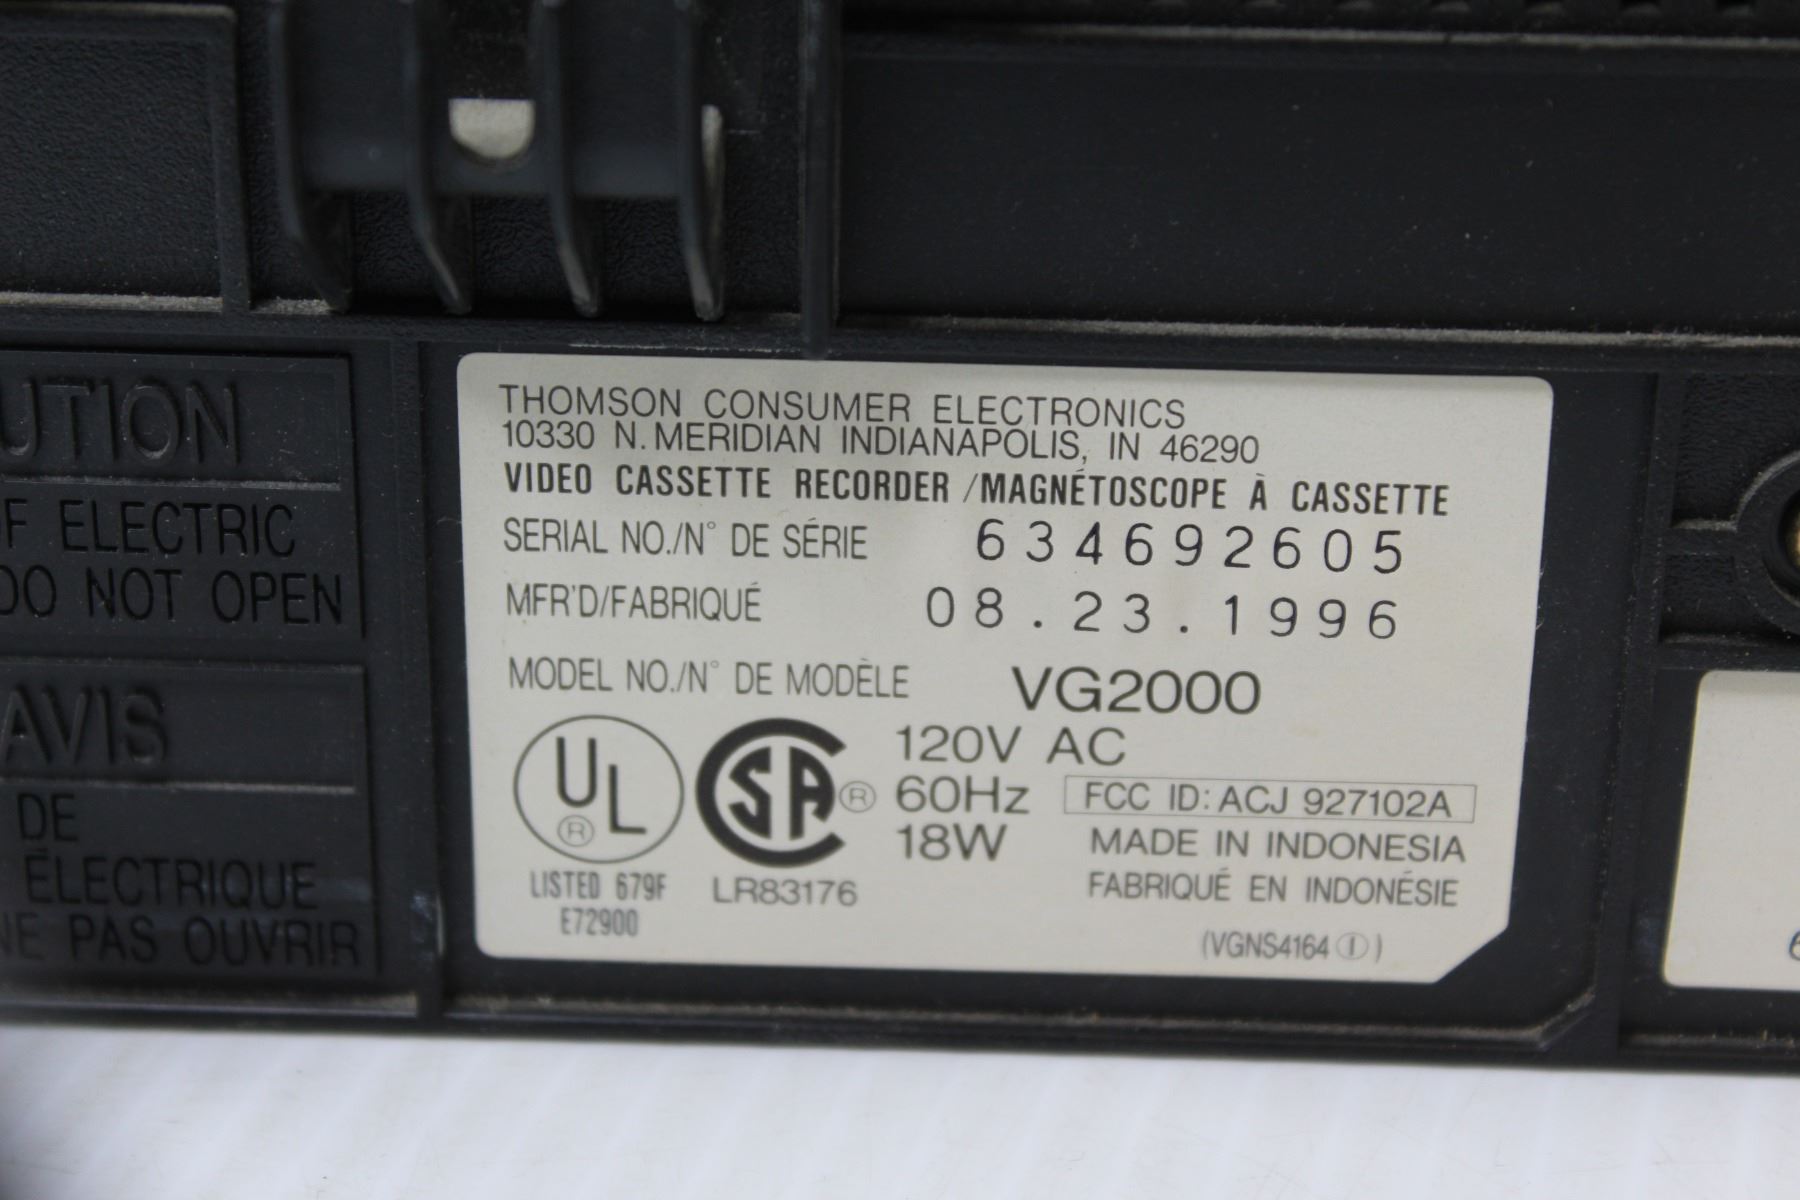 UTION
F ELECTRIC
DO NOT OPEN
AVIS
DE
ÉLECTRIQUE
NE PAS OUVRIR
THOMSON CONSUMER ELECTRONICS
10330 N. MERIDIAN INDIANAPOLIS, IN 46290
VIDEO CASSETTE RECORDER /MAGNÉTOSCOPE À CASSETTE
SERIAL NO./N° DE SÉRIE 634692605
MFR'D/FABRIQUÉ 08.23.1996
MODEL NO./N° DE MODÈLE VG2000
UL ®
LISTED 679F
E72900
SA ®
LR83176
120V AC
60Hz
18W
FCC ID: ACJ 927102A
MADE IN INDONESIA
FABRIQUÉ EN INDONÉSIE
(VGNS4164 Ⓘ)